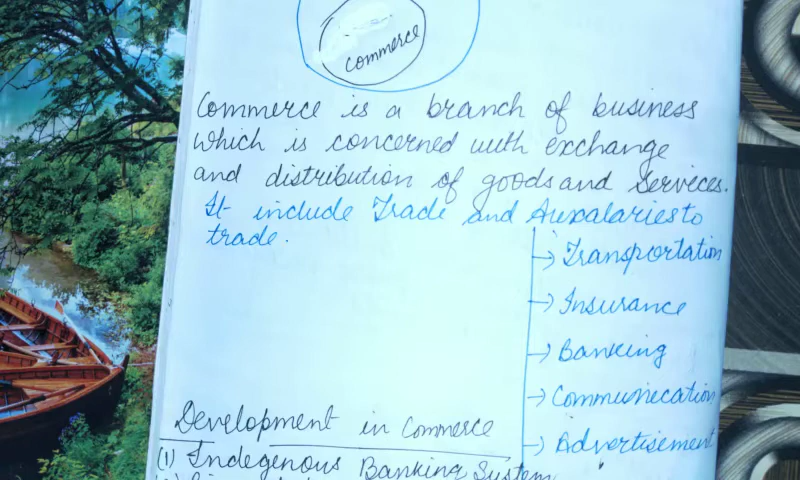 commerce
Commerce is a branch of business
which is concerned with exchange
and distribution of goods and Services.
It include Trade and Auxalaries to
trade.
→ Transportation
→ Insurance
→ Banking
→ Communication
→ Advertisement
Development in Commerce
(1) Indegenous Banking System